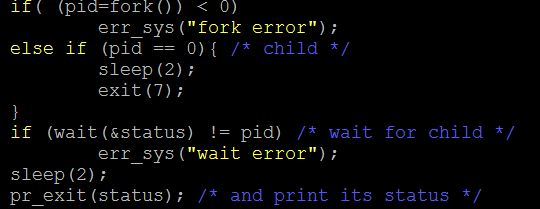 if( (pid=fork()) < 0)
err_sys("fork error");
else if (pid == 0){ /* child */
sleep(2);
exit(7);
}
if (wait(&status) != pid) /* wait for child */
err_sys("wait error");
sleep(2);
pr_exit(status); /* and print its status */